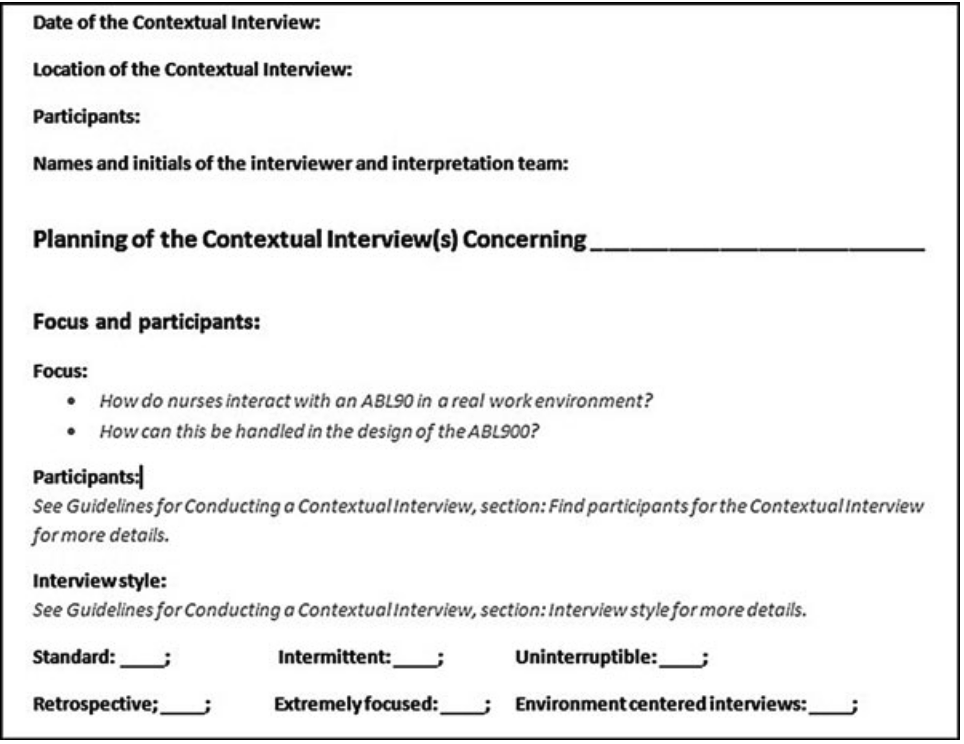 Date of the Contextual Interview:
Location of the Contextual Interview:
Participants:
Names and initials of the interviewer and interpretation team:
Planning of the Contextual Interview(s) Concerning_________________________
Focus and participants:
Focus:
• How do nurses interact with an ABL90 in a real work environment?
• How can this be handled in the design of the ABL900?
Participants:
See Guidelines for Conducting a Contextual Interview, section: Find participants for the Contextual Interview
for more details.
Interview style:
See Guidelines for Conducting a Contextual Interview, section: Interview style for more details.
Standard: ____; Intermittent:____; Uninterruptible:____;
Retrospective;____; Extremely focused:____; Environment centered interviews:____;